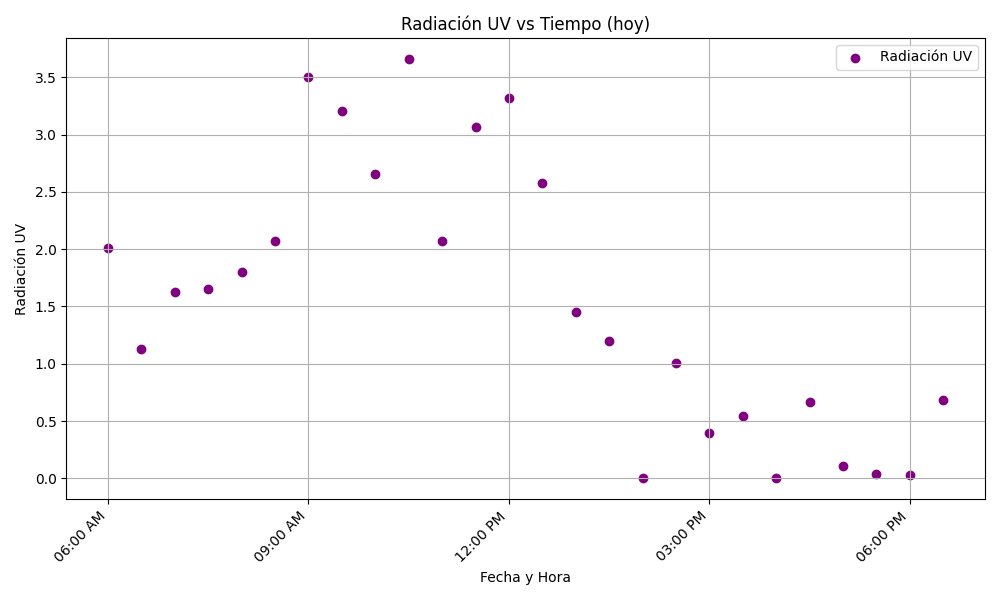 Radiación UV vs Tiempo (hoy)
Radiación UV
3.5
3.0
2.5
2.0
1.5
1.0
0.5
0.0
Radiación UV
06:00 AM
09:00 AM
12:00 PM
03:00 PM
06:00 PM
Fecha y Hora